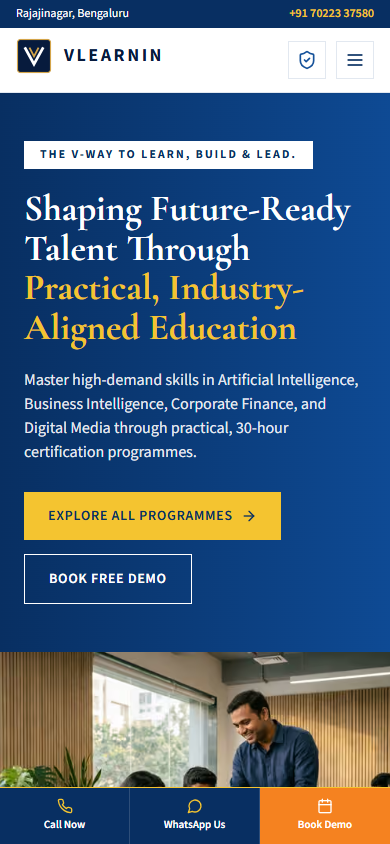 Rajajinagar, Bengaluru
+91 70223 37580
VLEARNIN
THE V-WAY TO LEARN, BUILD & LEAD.
Shaping Future-Ready
Talent Through
Practical, Industry-
Aligned Education
Master high-demand skills in Artificial Intelligence,
Business Intelligence, Corporate Finance, and
Digital Media through practical, 30-hour
certification programmes.
EXPLORE ALL PROGRAMMES
BOOK FREE DEMO
Call Now
WhatsApp Us
Book Demo